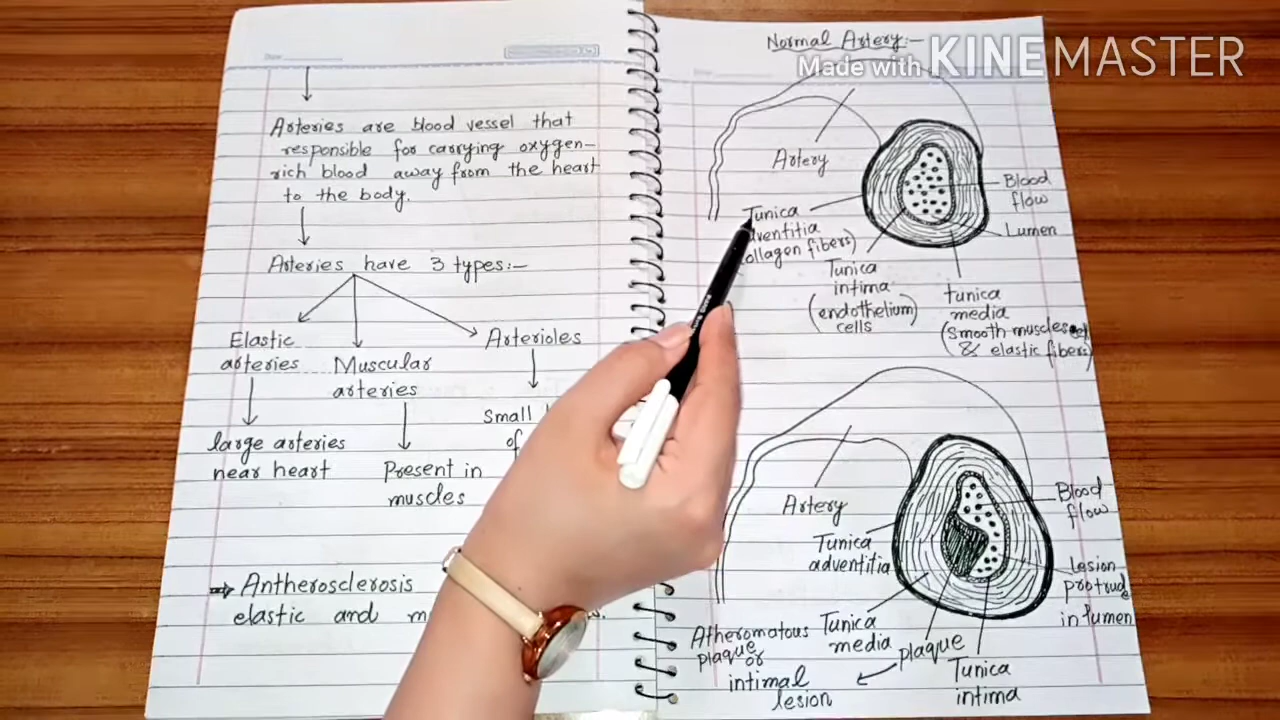 Date
Arteries are blood vessel that
responsible for carrying oxygen-
rich blood away from the heart
to the body.
Arteries have 3 types:-
Elastic
arteries
Muscular
arteries
Arterioles
large arteries
near heart
Present in
muscles
Small
of
Antherosclerosis
elastic and
Normal Artery:-
Made with KINEMASTER
Artery
Blood
flow
Lumen
Tunica
adventitia
collagen fibers)
Tunica
intima
(endothelium)
cells
tunica
media
(smooth muscles
& elastic fibers)
Artery
Blood
flow
Tunica
adventitia
Lesion
protrude
in lumen
Tunica
media
plaque
Tunica
intima
Atheromatous
plaque or
intimal
lesion